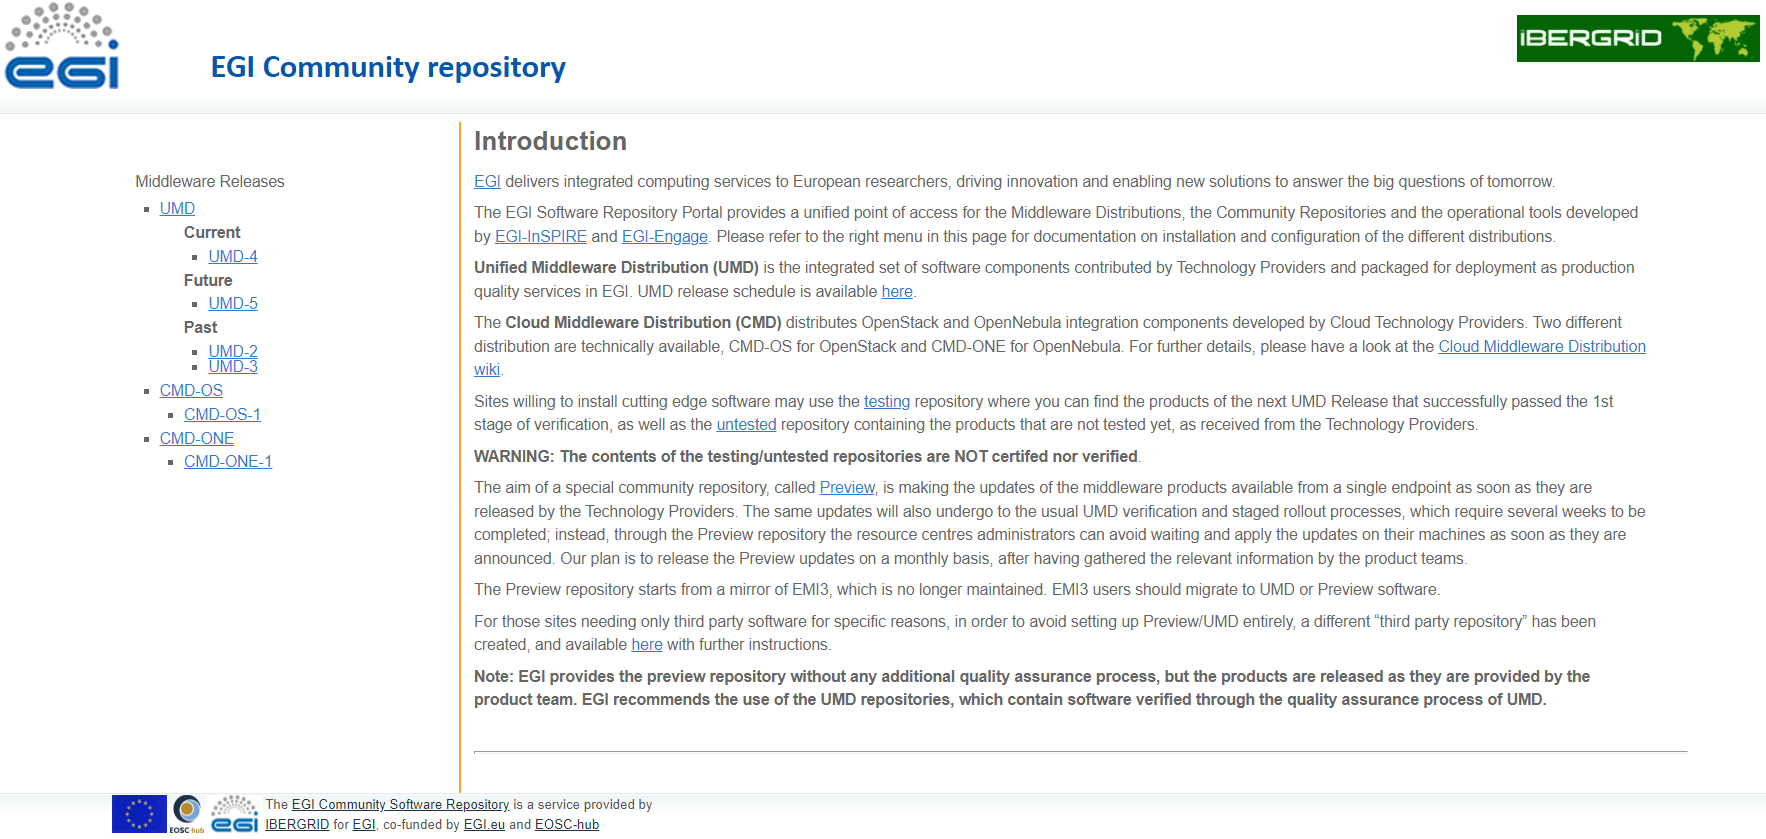 egi
EGI Community repository
IBERGRID
Middleware Releases
UMD
Current
UMD-4
Future
UMD-5
Past
UMD-2
UMD-3
CMD-OS
CMD-OS-1
CMD-ONE
CMD-ONE-1
Introduction
EGI delivers integrated computing services to European researchers, driving innovation and enabling new solutions to answer the big questions of tomorrow.
The EGI Software Repository Portal provides a unified point of access for the Middleware Distributions, the Community Repositories and the operational tools developed
by EGI-InSPIRE and EGI-Engage. Please refer to the right menu in this page for documentation on installation and configuration of the different distributions.
Unified Middleware Distribution (UMD) is the integrated set of software components contributed by Technology Providers and packaged for deployment as production
quality services in EGI. UMD release schedule is available here.
The Cloud Middleware Distribution (CMD) distributes OpenStack and OpenNebula integration components developed by Cloud Technology Providers. Two different
distribution are technically available, CMD-OS for OpenStack and CMD-ONE for OpenNebula. For further details, please have a look at the Cloud Middleware Distribution
wiki.
Sites willing to install cutting edge software may use the testing repository where you can find the products of the next UMD Release that successfully passed the 1st
stage of verification, as well as the untested repository containing the products that are not tested yet, as received from the Technology Providers.
WARNING: The contents of the testing/untested repositories are NOT certifed nor verified.
The aim of a special community repository, called Preview, is making the updates of the middleware products available from a single endpoint as soon as they are
released by the Technology Providers. The same updates will also undergo to the usual UMD verification and staged rollout processes, which require several weeks to be
completed; instead, through the Preview repository the resource centres administrators can avoid waiting and apply the updates on their machines as soon as they are
announced. Our plan is to release the Preview updates on a monthly basis, after having gathered the relevant information by the product teams.
The Preview repository starts from a mirror of EMI3, which is no longer maintained. EMI3 users should migrate to UMD or Preview software.
For those sites needing only third party software for specific reasons, in order to avoid setting up Preview/UMD entirely, a different “third party repository” has been
created, and available here with further instructions.
Note: EGI provides the preview repository without any additional quality assurance process, but the products are released as they are provided by the
product team. EGI recommends the use of the UMD repositories, which contain software verified through the quality assurance process of UMD.
EOSC-hub
egi
The EGI Community Software Repository is a service provided by
IBERGRID for EGI, co-funded by EGI.eu and EOSC-hub